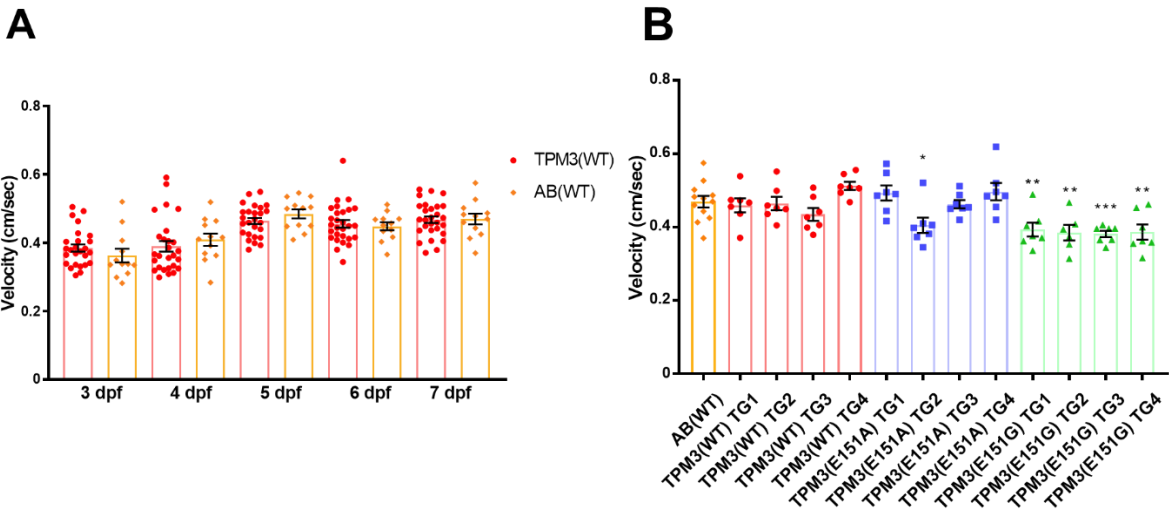 A
Velocity (cm/sec)
0.8
0.6
0.4
0.2
0
3 dpf 4 dpf 5 dpf 6 dpf 7 dpf
TPM3(WT)
AB(WT)
B
Velocity (cm/sec)
0.8
0.6
0.4
0.2
0.0
*
**
**
***
**
AB(WT)
TPM3(WT) TG1
TPM3(WT) TG2
TPM3(WT) TG3
TPM3(WT) TG4
TPM3(E151A) TG1
TPM3(E151A) TG2
TPM3(E151A) TG3
TPM3(E151A) TG4
TPM3(E151G) TG1
TPM3(E151G) TG2
TPM3(E151G) TG3
TPM3(E151G) TG4